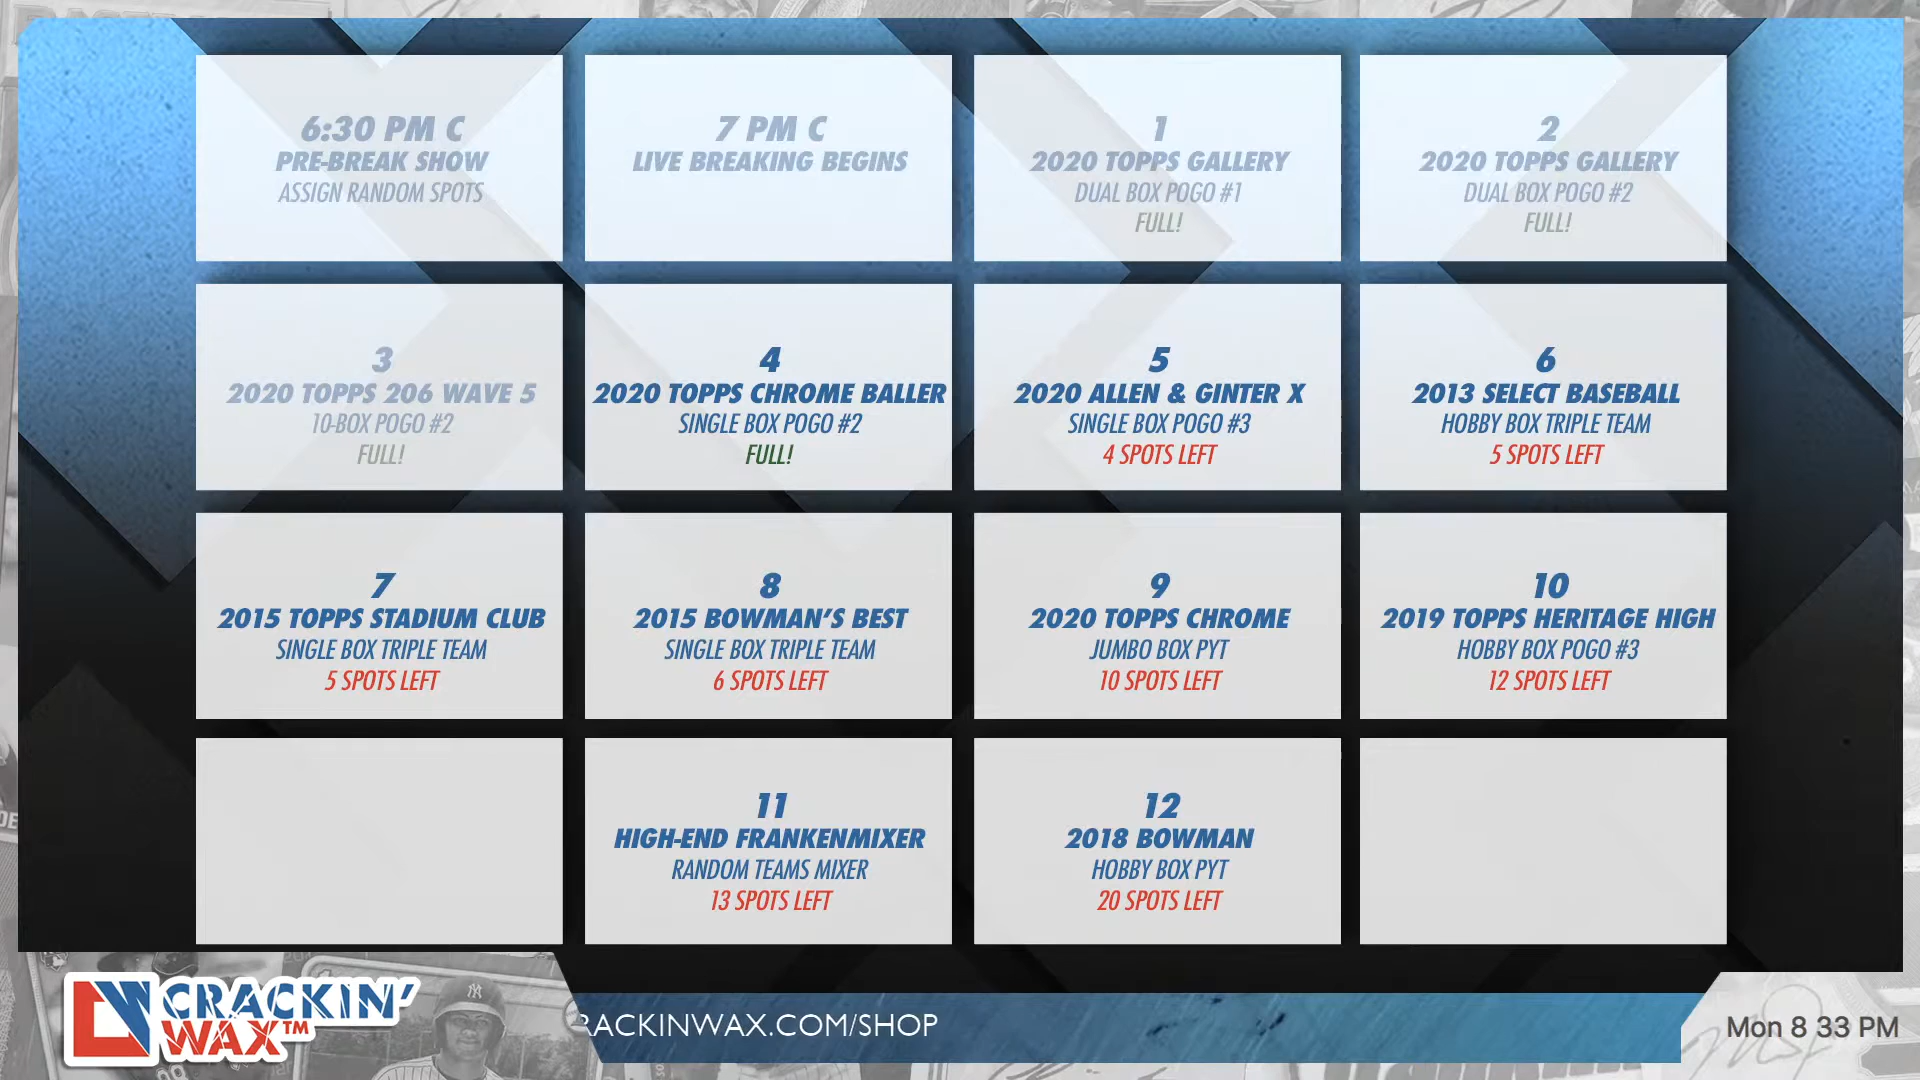 6:30 PM C
PRE-BREAK SHOW
ASSIGN RANDOM SPOTS
7 PM C
LIVE BREAKING BEGINS
1
2020 TOPPS GALLERY
DUAL BOX POGO #1
FULL!
2
2020 TOPPS GALLERY
DUAL BOX POGO #2
FULL!
3
2020 TOPPS 206 WAVE 5
10-BOX POGO #2
FULL!
4
2020 TOPPS CHROME BALLER
SINGLE BOX POGO #2
FULL!
5
2020 ALLEN & GINTER X
SINGLE BOX POGO #3
4 SPOTS LEFT
6
2013 SELECT BASEBALL
HOBBY BOX TRIPLE TEAM
5 SPOTS LEFT
7
2015 TOPPS STADIUM CLUB
SINGLE BOX TRIPLE TEAM
5 SPOTS LEFT
8
2015 BOWMAN'S BEST
SINGLE BOX TRIPLE TEAM
6 SPOTS LEFT
9
2020 TOPPS CHROME
JUMBO BOX PYT
10 SPOTS LEFT
10
2019 TOPPS HERITAGE HIGH
HOBBY BOX POGO #3
12 SPOTS LEFT
11
HIGH-END FRANKENMIXER
RANDOM TEAMS MIXER
13 SPOTS LEFT
12
2018 BOWMAN
HOBBY BOX PYT
20 SPOTS LEFT
CRACKIN'
WAX™
RACKINWAX.COM/SHOP
Mon 8 33 PM